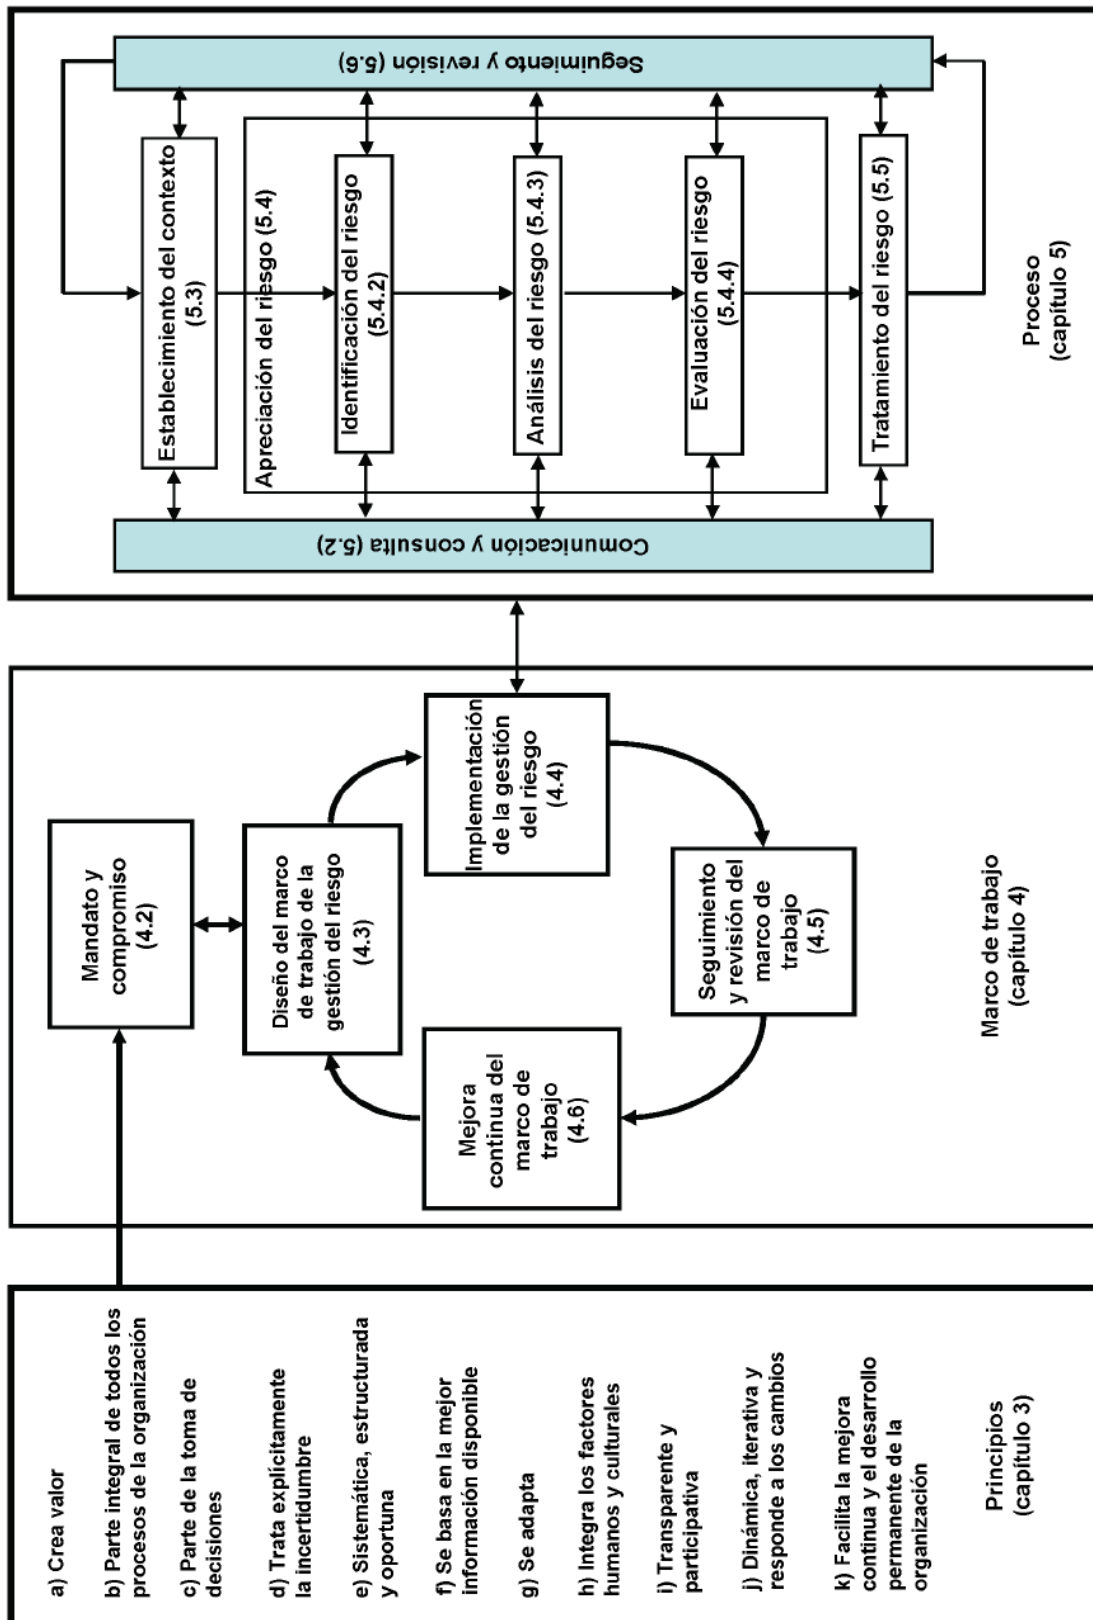 a) Crea valor
b) Parte integral de todos los
procesos de la organización
c) Parte de la toma de
decisiones
d) Trata explícitamente
la incertidumbre
e) Sistemática, estructurada
y oportuna
f) Se basa en la mejor
información disponible
g) Se adapta
h) Integra los factores
humanos y culturales
i) Transparente y
participativa
j) Dinámica, iterativa y
responde a los cambios
k) Facilita la mejora
continua y el desarrollo
permanente de la
organización
Principios
(capítulo 3)
Mandato y
compromiso
(4.2)
Diseño del marco
de trabajo de la
gestión del riesgo
(4.3)
Implementación
de la gestión
del riesgo
(4.4)
Seguimiento
y revisión del
marco de
trabajo
(4.5)
Mejora
continua del
marco de
trabajo
(4.6)
Marco de trabajo
(capítulo 4)
Comunicación y consulta (5.2)
Establecimiento del contexto
(5.3)
Apreciación del riesgo (5.4)
Identificación del riesgo
(5.4.2)
Análisis del riesgo (5.4.3)
Evaluación del riesgo
(5.4.4)
Tratamiento del riesgo (5.5)
Seguimiento y revisión (5.6)
Proceso
(capítulo 5)